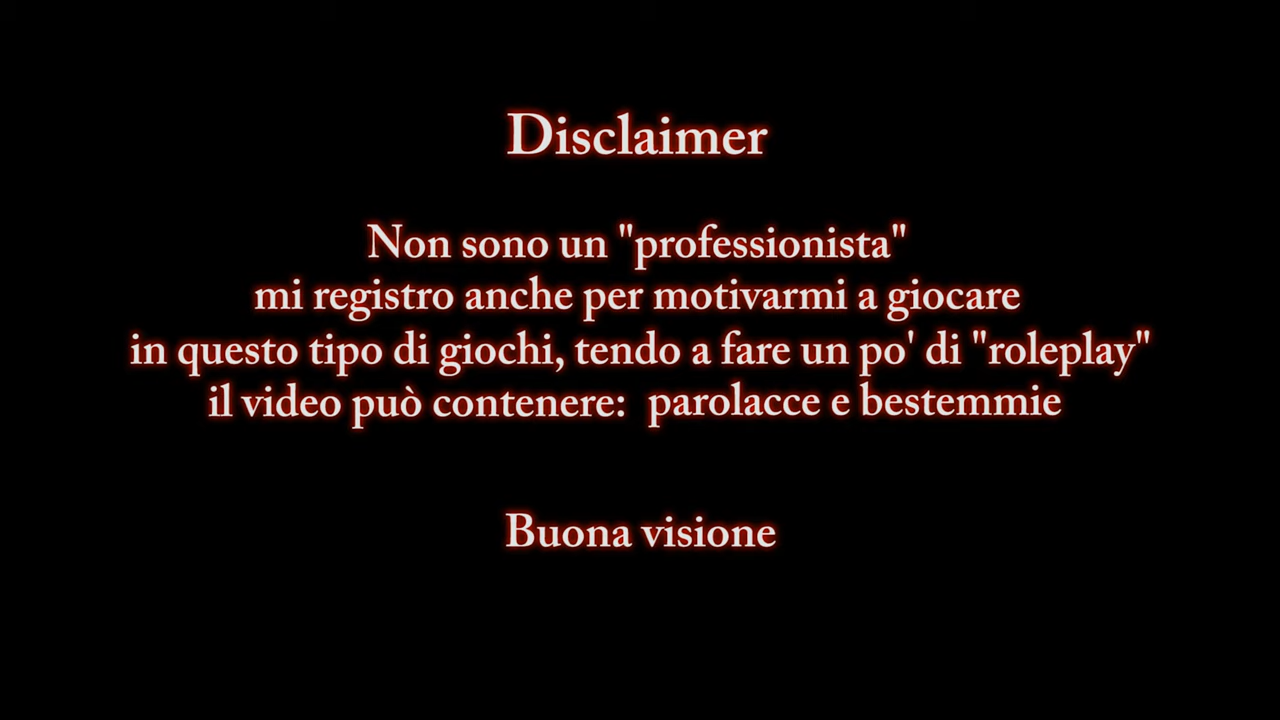 Disclaimer
Non sono un "professionista"
mi registro anche per motivarmi a giocare
in questo tipo di giochi, tendo a fare un po' di "roleplay"
il video può contenere:  parolacce e bestemmie
Buona visione